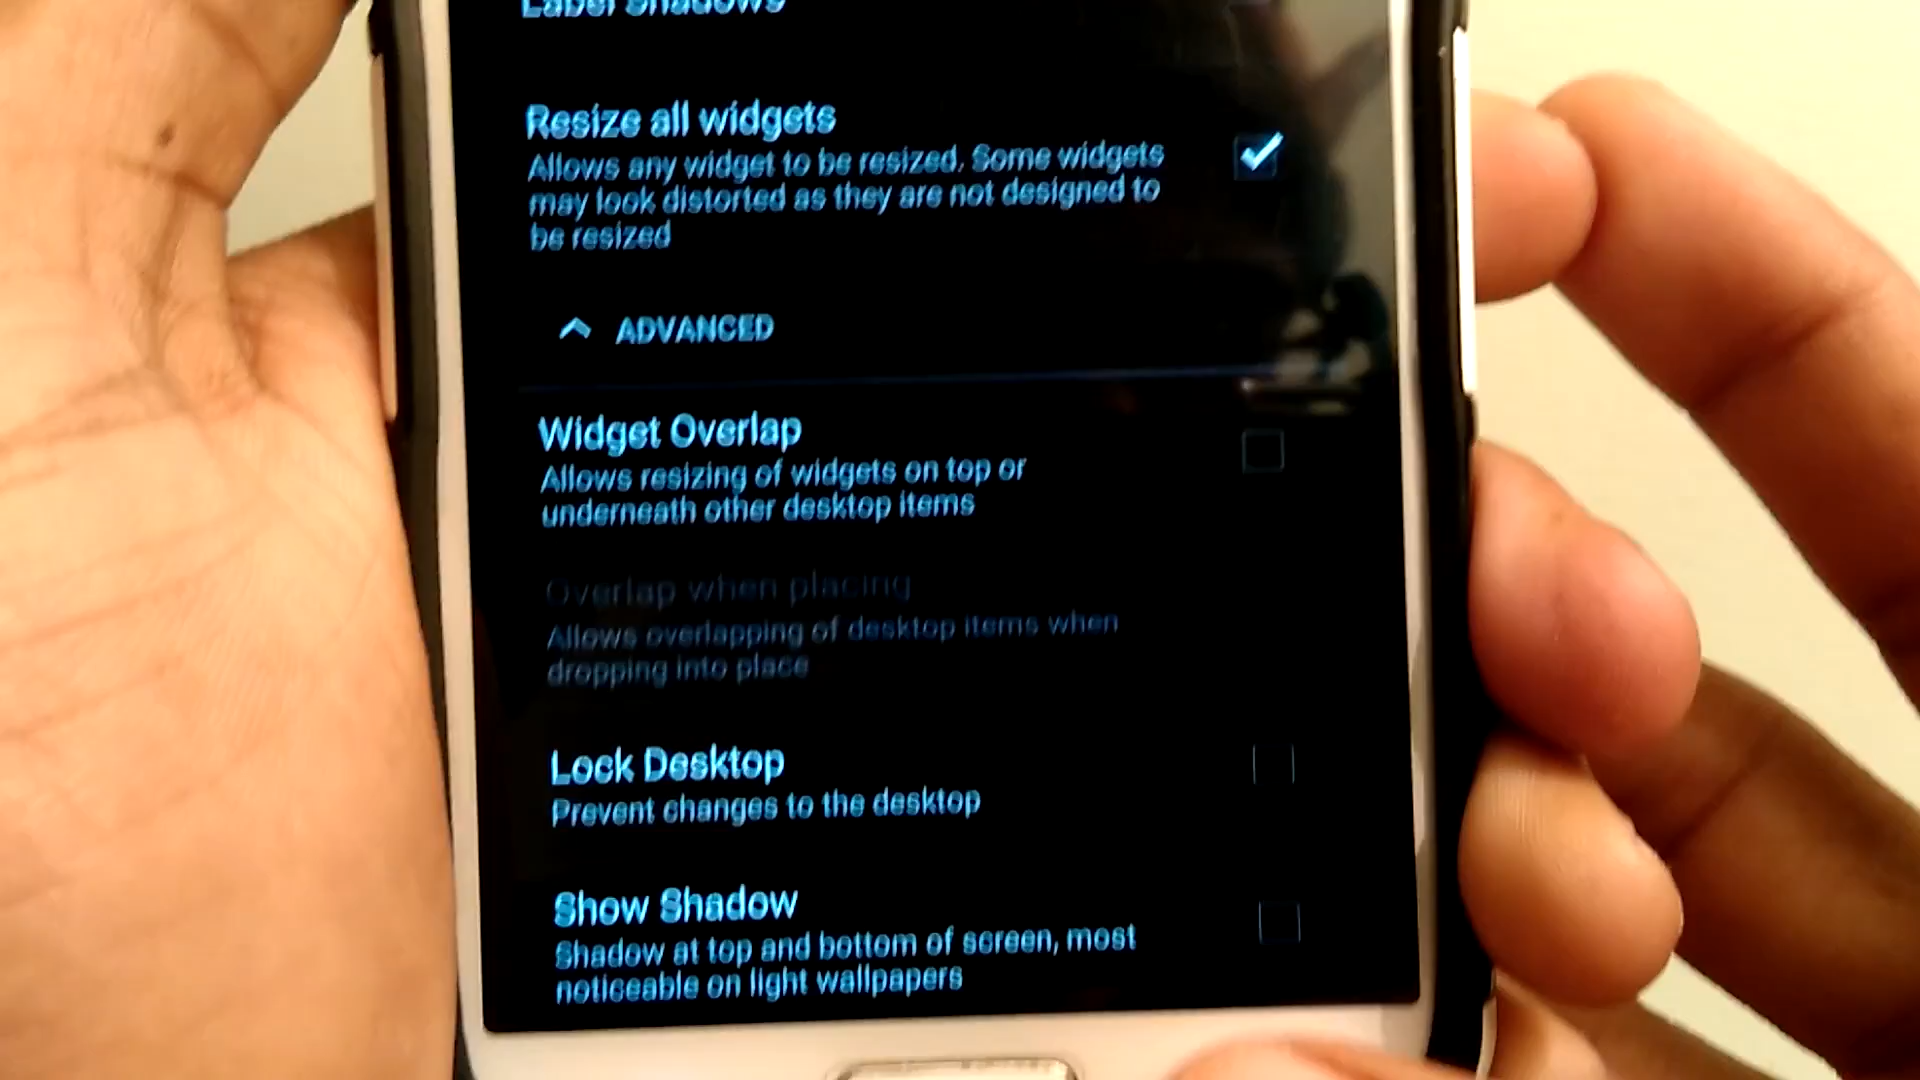 Label Shadows
Resize all widgets
Allows any widget to be resized. Some widgets
may look distorted as they are not designed to
be resized
ADVANCED
Widget Overlap
Allows resizing of widgets on top or
underneath other desktop items
Overlap when placing
Allows overlapping of desktop items when
dropping into place
Lock Desktop
Prevent changes to the desktop
Show Shadow
Shadow at top and bottom of screen, most
noticeable on light wallpapers